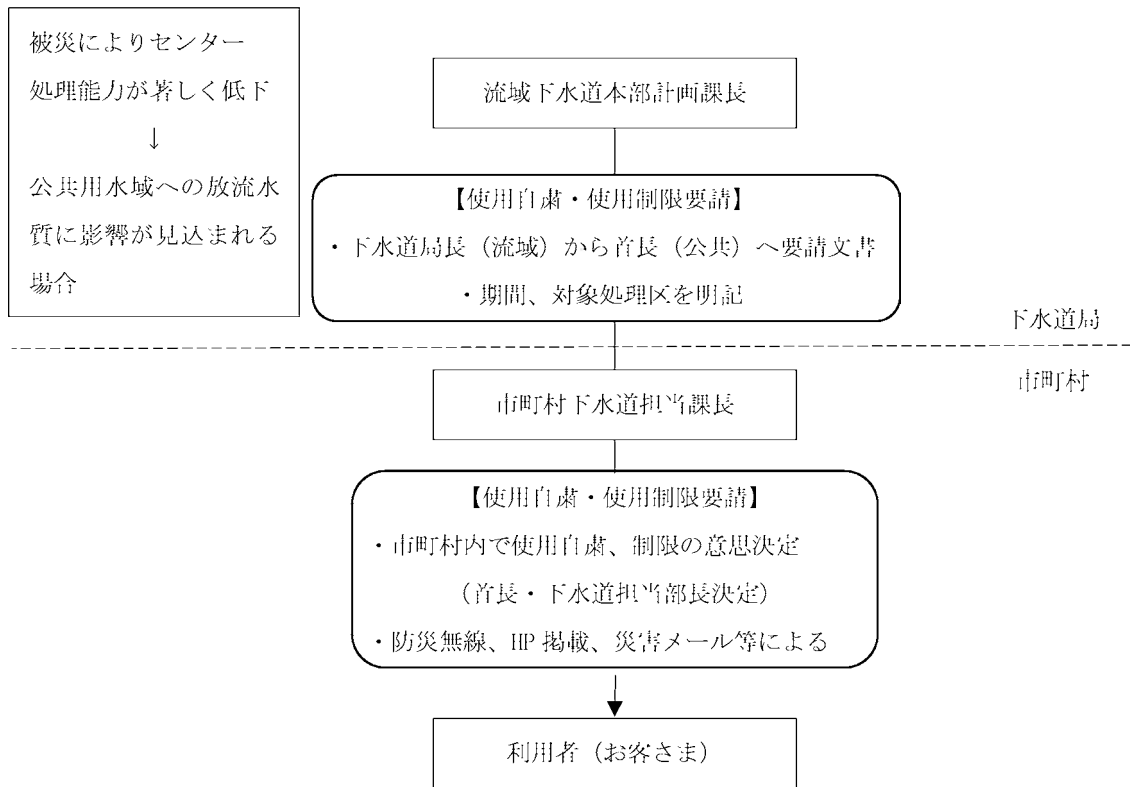 被災によりセンター
処理能力が著しく低下
↓
公共用水域への放流水
質に影響が見込まれる
場合
流域下水道本部計画課長
【使用自粛・使用制限要請】
・下水道局長（流域）から首長（公共）へ要請文書
・期間、対象処理区を明記
下水道局
市町村
市町村下水道担当課長
【使用自粛・使用制限要請】
・市町村内で使用自粛、制限の意思決定
（首長・下水道担当部長決定）
・防災無線、HP 掲載、災害メール等による
利用者（お客さま）